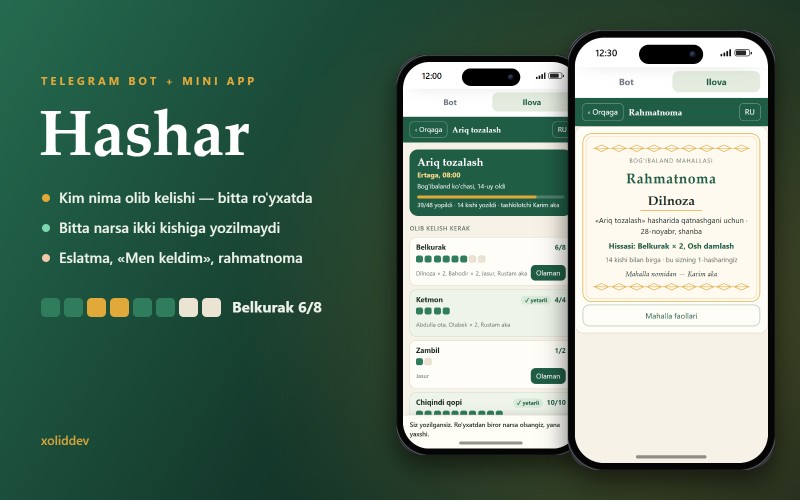 TELEGRAM BOT + MINI APP
Hashar
Kim nima olib kelishi — bitta ro'yxatda
Bitta narsa ikki kishiga yozilmaydi
Eslatma, «Men keldim», rahmatnoma
Belkurak 6/8
xoliddev
12:00
Bot Ilova
‹ Orqaga Ariq tozalash RU
Ariq tozalash
Ertaga, 08:00
Bog'ibaland ko'chasi, 14-uy oldi
39/48 yopildi · 14 kishi yozildi · tashkilotchi Karim aka
OLIB KELISH KERAK
Belkurak 6/8
Dilnoza × 2, Bahodir × 2, Jasur, Rustam aka Olaman
Ketmon ✓ yetarli 4/4
Abdulla ota, Otabek × 2, Rustam aka
Zambil 1/2
Jasur Olaman
Chiqindi qopi ✓ yetarli 10/10
Siz yozilgansiz. Ro'yxatdan biror narsa olsangiz, yana
yaxshi.
12:30
Bot Ilova
‹ Orqaga Rahmatnoma RU
BOG'IBALAND MAHALLASI
Rahmatnoma
Dilnoza
«Ariq tozalash» hasharida qatnashgani uchun ·
28-noyabr, shanba
Hissasi: Belkurak × 2, Osh damlash
14 kishi bilan birga · bu sizning 1-hasharingiz
Mahalla nomidan — Karim aka
Mahalla faollari